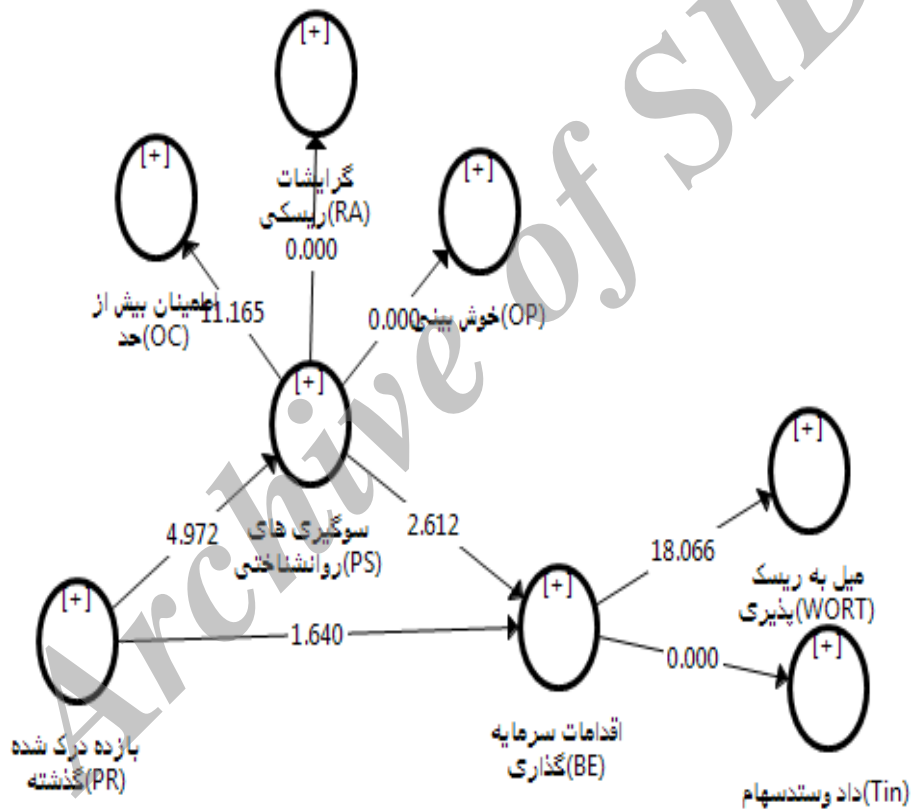 [+]
گرایشات
ریسکی(RA)
0.000
[+]
اطمینان بیش از
حد(OC)
11.165
[+]
خوش بینی(OP)
0.000
[+]
سوگیری های
روانشناختی(PS)
4.972
2.612
[+]
بازده درک شده
گذشته(PR)
1.640
[+]
اقدامات سرمایه
گذاری(BE)
18.066
[+]
میل به ریسک
پذیری(WORT)
0.000
[+]
داد وستدسهام(Tin)
Archive of SID